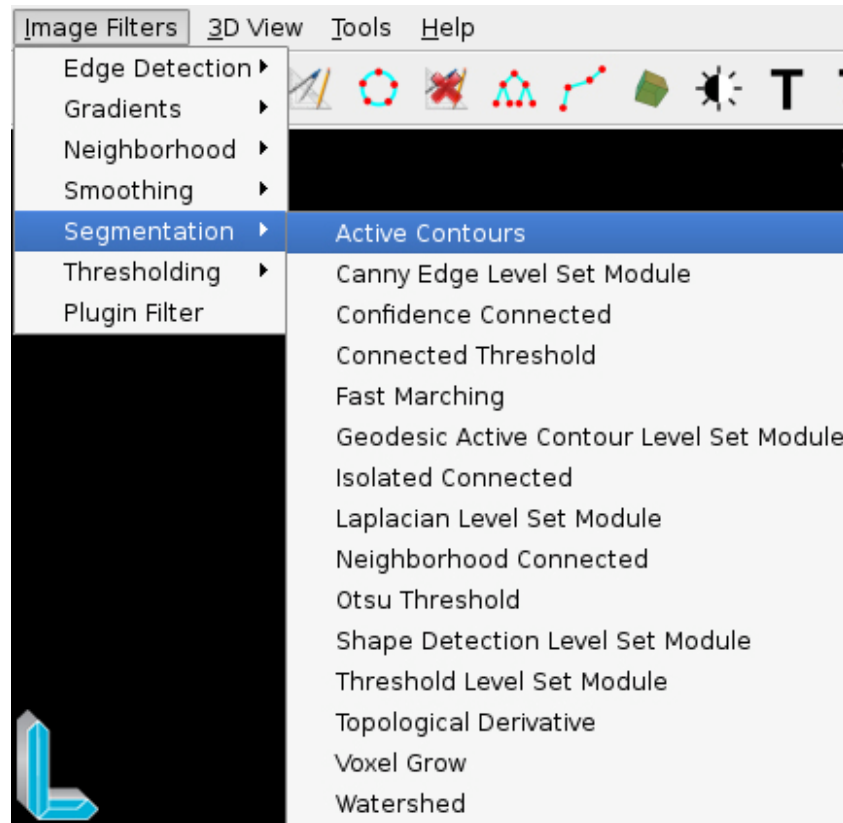 Image Filters 3D View Tools Help
Edge Detection
Gradients
Neighborhood
Smoothing
Segmentation
Thresholding
Plugin Filter
T
Active Contours
Canny Edge Level Set Module
Confidence Connected
Connected Threshold
Fast Marching
Geodesic Active Contour Level Set Module
Isolated Connected
Laplacian Level Set Module
Neighborhood Connected
Otsu Threshold
Shape Detection Level Set Module
Threshold Level Set Module
Topological Derivative
Voxel Grow
Watershed